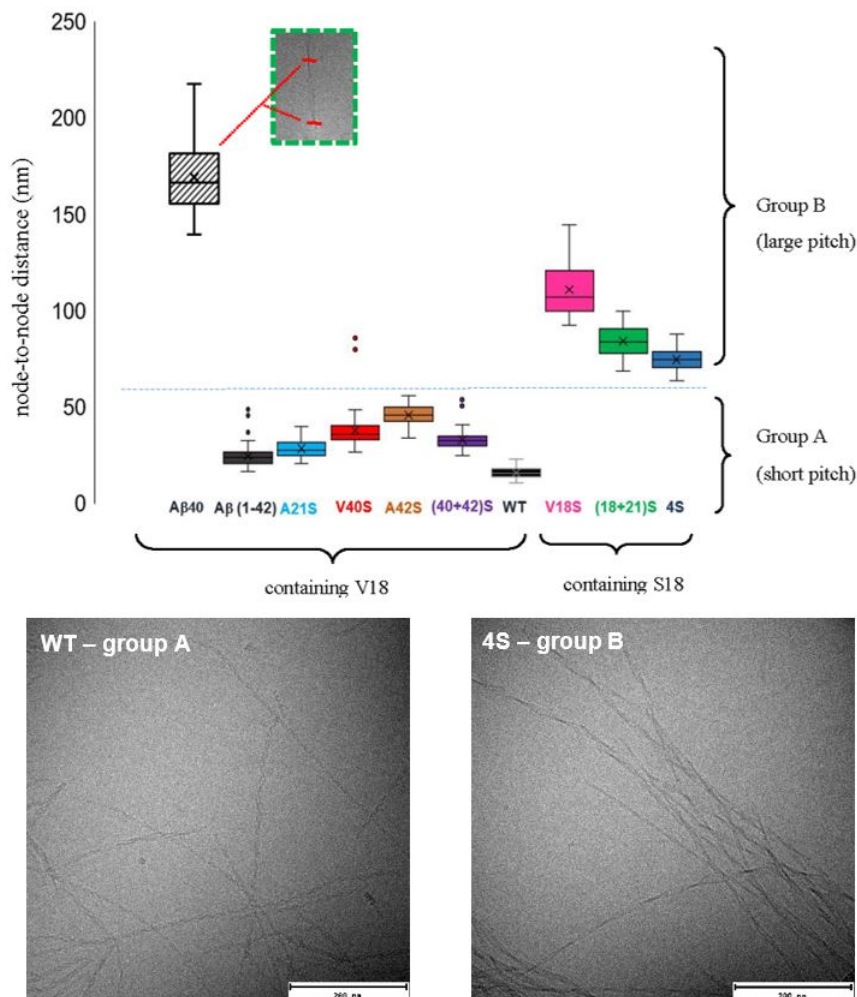 250
200
150
100
50
0
node-to-node distance (nm)
Group B
(large pitch)
Group A
(short pitch)
Aβ40 Aβ (1-42) A21S V40S A42S (40+42)S WT V18S (18+21)S 4S
containing V18
containing S18
WT – group A
4S – group B
200 nm